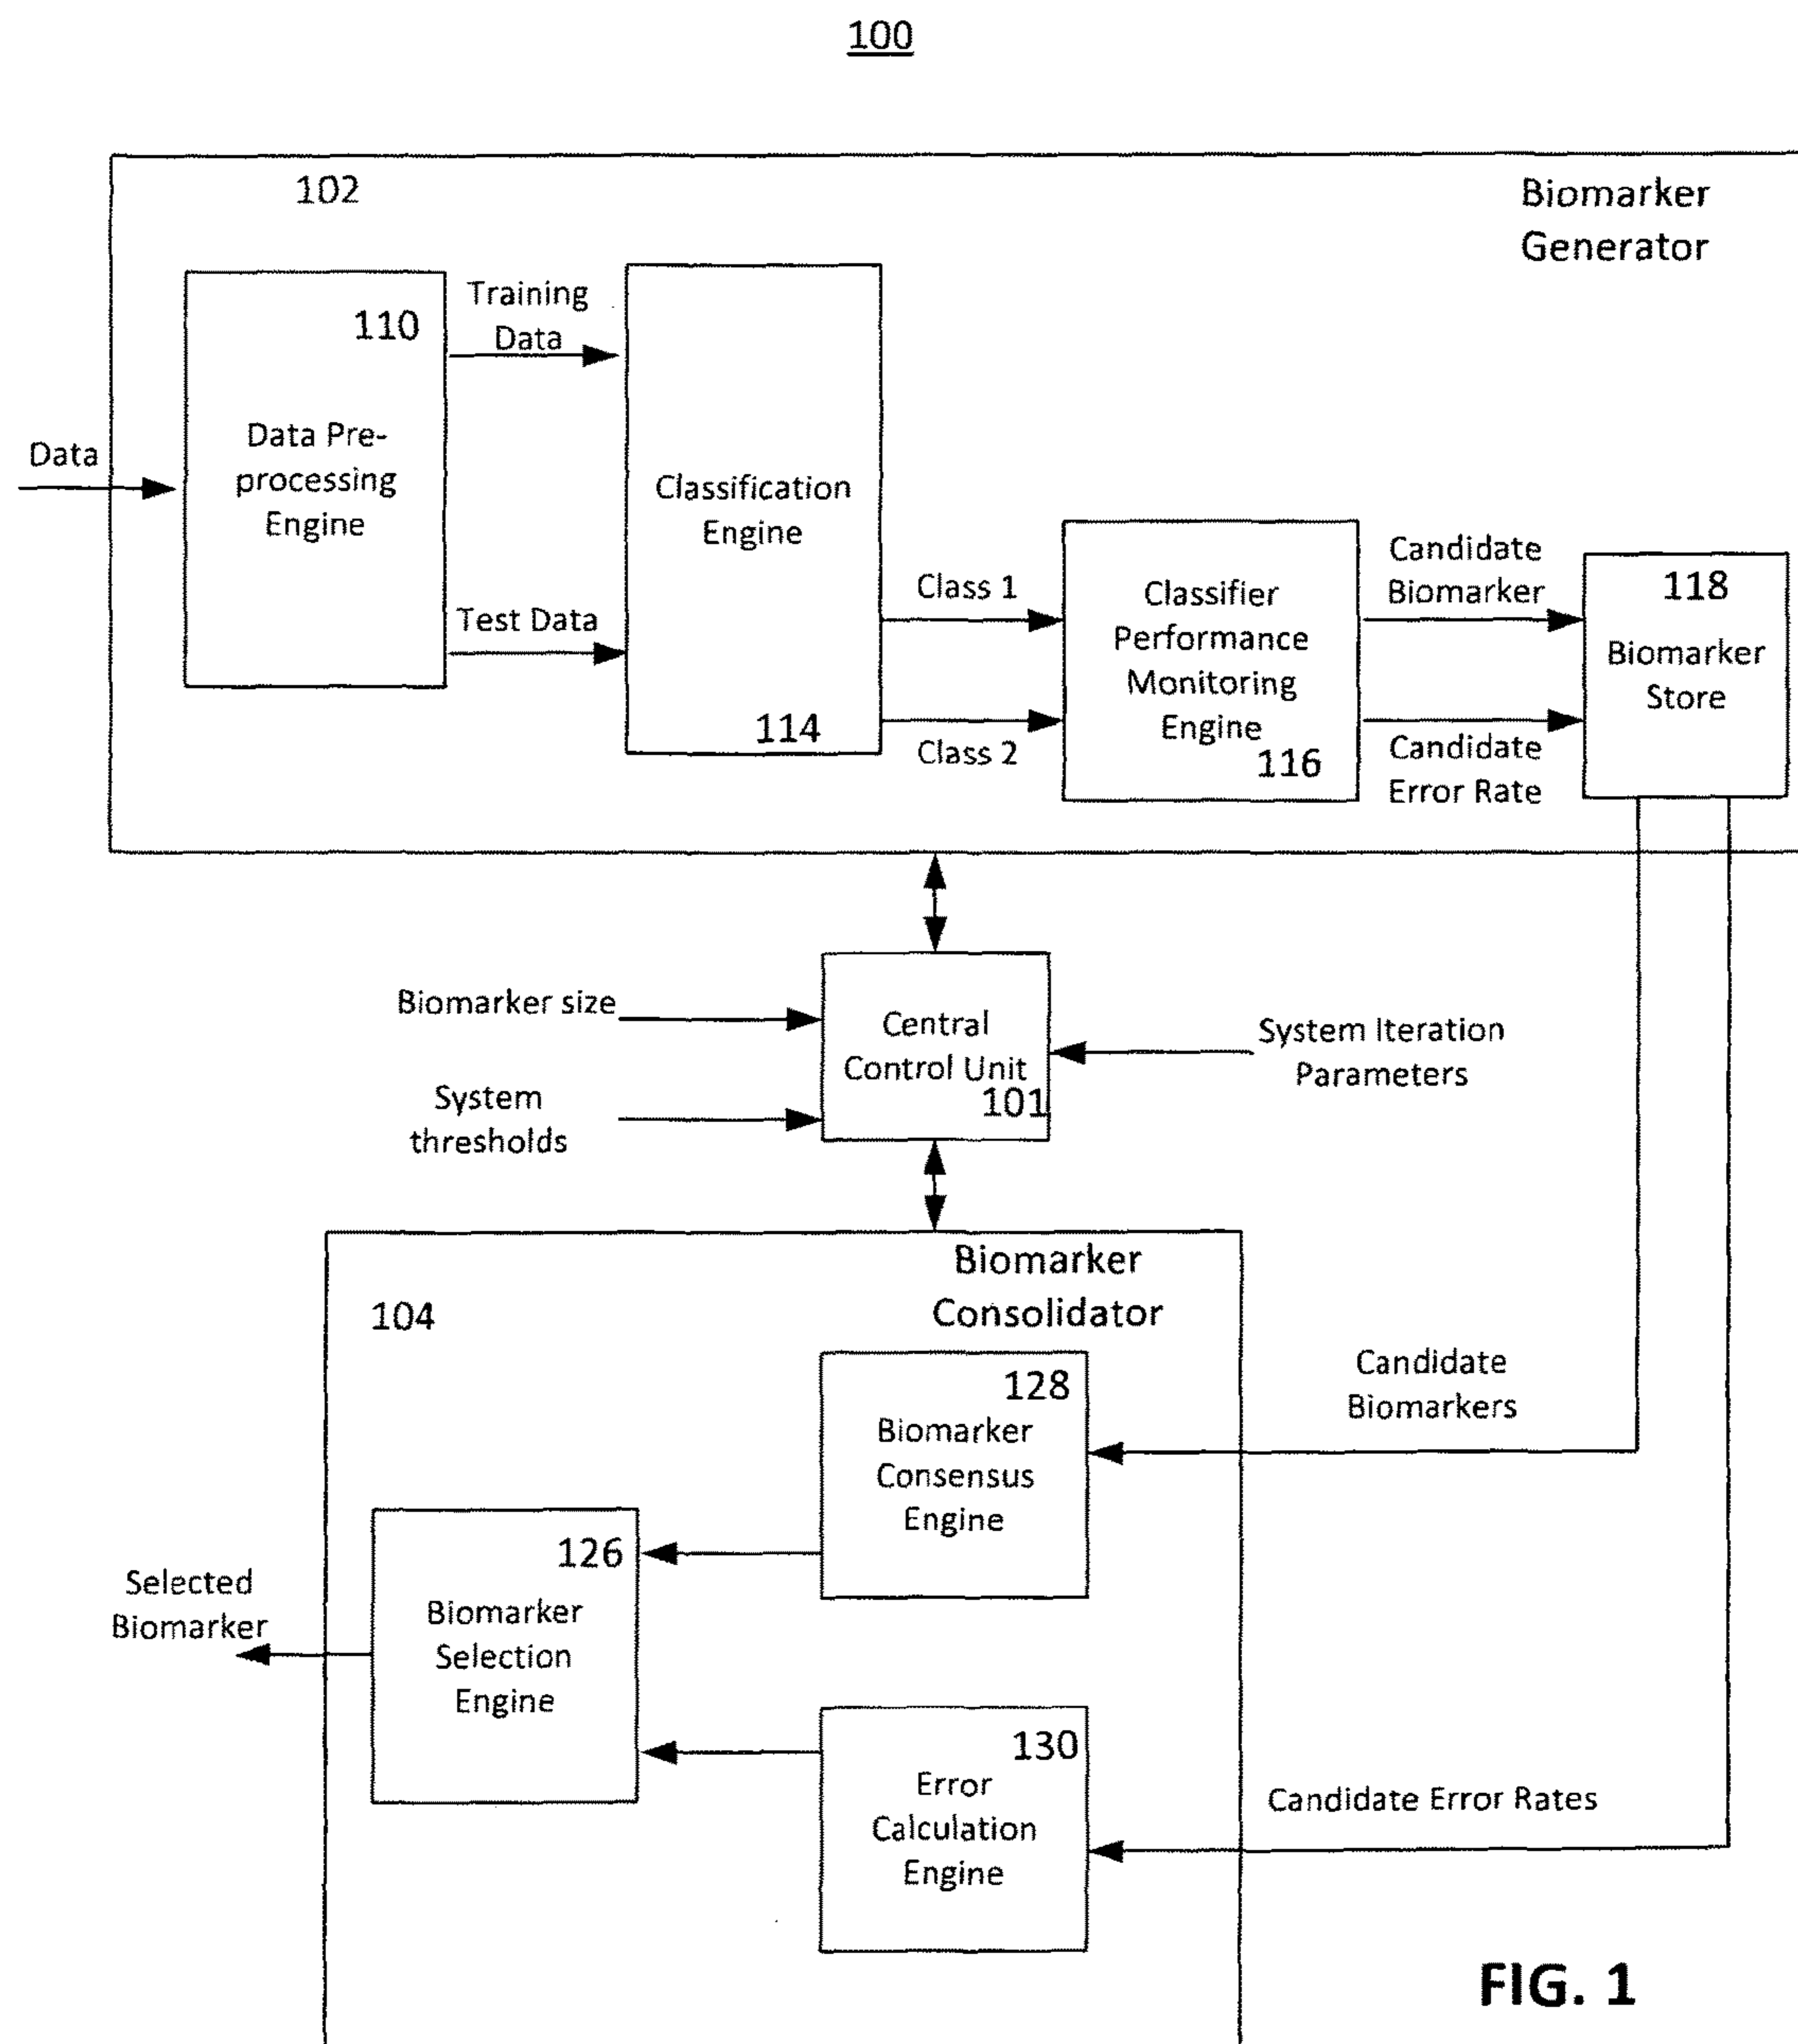 100
102
Biomarker
Generator
110
Data Pre-
processing
Engine
Data
Training
Data
Test Data
Classification
Engine
114
Class 1
Class 2
Classifier
Performance
Monitoring
Engine
116
Candidate
Biomarker
Candidate
Error Rate
118
Biomarker
Store
Biomarker size
System
thresholds
Central
Control Unit
101
System Iteration
Parameters
Biomarker
Consolidator
104
128
Biomarker
Consensus
Engine
Candidate
Biomarkers
126
Biomarker
Selection
Engine
Selected
Biomarker
130
Error
Calculation
Engine
Candidate Error Rates
FIG. 1